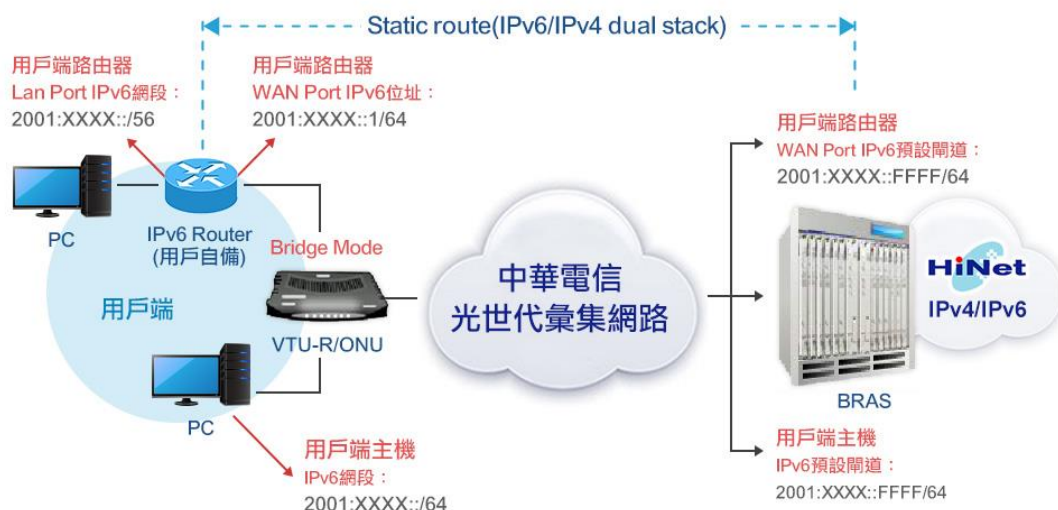 Static route(IPv6/IPv4 dual stack)
用戶端路由器
Lan Port IPv6網段：
2001:XXXX::/56
用戶端路由器
WAN Port IPv6位址：
2001:XXXX::1/64
用戶端路由器
WAN Port IPv6預設閘道：
2001:XXXX::FFFF/64
PC
IPv6 Router
(用戶自備)
Bridge Mode
用戶端
VTU-R/ONU
PC
中華電信
光世代彙集網路
HiNet
IPv4/IPv6
BRAS
用戶端主機
IPv6網段：
2001:XXXX::/64
用戶端主機
IPv6預設閘道：
2001:XXXX::FFFF/64